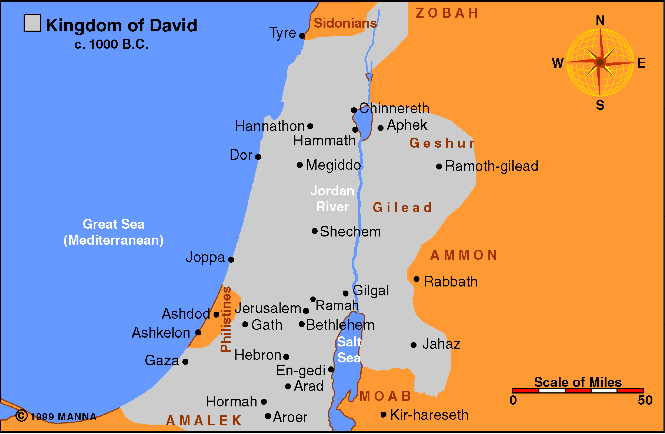 Kingdom of David
c. 1000 B.C.
ZOBAH
Sidonians
Tyre
N
W
E
S
Chinnereth
Hannathon
Aphek
Hammath
Geshur
Dor
Megiddo
Ramoth-gilead
Jordan
River
Gilead
Great Sea
(Mediterranean)
Shechem
Joppa
AMMON
Rabbath
Gilgal
Philistines
Ashdod
Jerusalem
Ramah
Gath
Bethlehem
Ashkelon
Salt
Sea
Jahaz
Gaza
Hebron
En-gedi
Arad
Scale of Miles
0
50
Hormah
MOAB
© 1999 MANNA
AMALEK
Aroer
Kir-hareseth